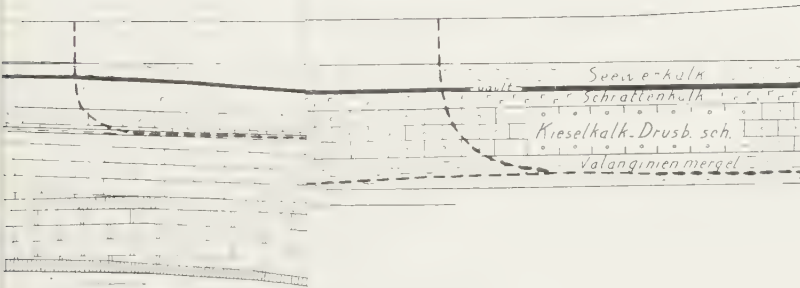 Seewe-kalk
Gault
Schrattenkalk
Kieselkalk-Drusb. sch.
Valanginienmergel